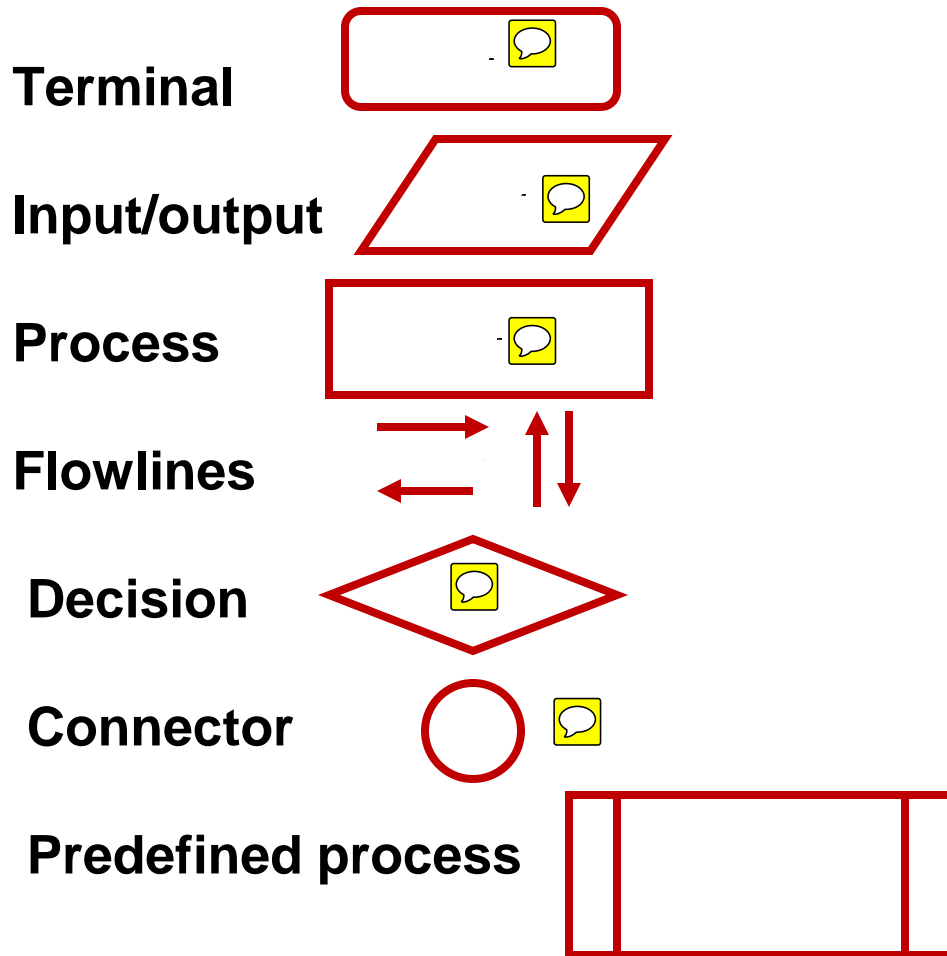 Terminal
Input/output
Process
Flowlines
Decision
Connector
Predefined process